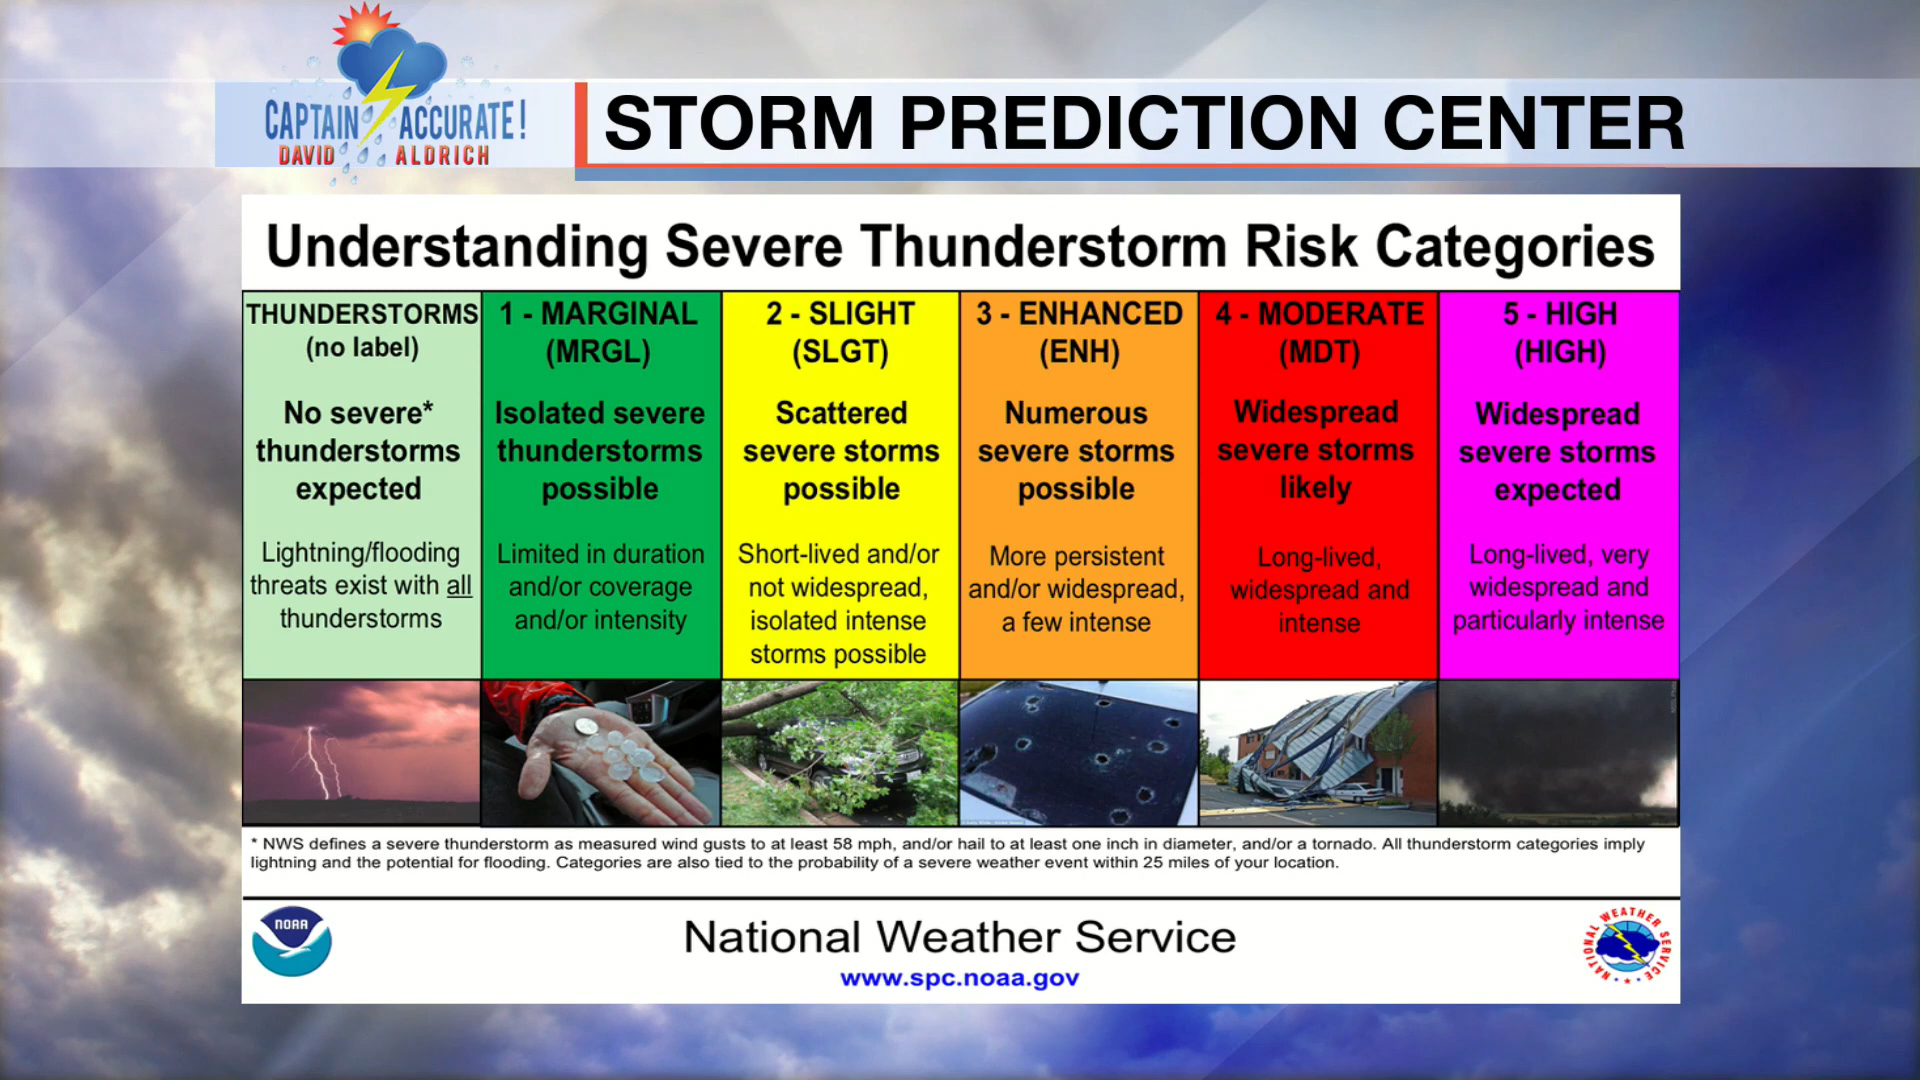 CAPTAIN ACCURATE!
DAVID ALDRICH
STORM PREDICTION CENTER
Understanding Severe Thunderstorm Risk Categories
THUNDERSTORMS
(no label)
No severe*
thunderstorms
expected
Lightning/flooding
threats exist with all
thunderstorms
1 - MARGINAL
(MRGL)
Isolated severe
thunderstorms
possible
Limited in duration
and/or coverage
and/or intensity
2 - SLIGHT
(SLGT)
Scattered
severe storms
possible
Short-lived and/or
not widespread,
isolated intense
storms possible
3 - ENHANCED
(ENH)
Numerous
severe storms
possible
More persistent
and/or widespread,
a few intense
4 - MODERATE
(MDT)
Widespread
severe storms
likely
Long-lived,
widespread and
intense
5 - HIGH
(HIGH)
Widespread
severe storms
expected
Long-lived, very
widespread and
particularly intense
* NWS defines a severe thunderstorm as measured wind gusts to at least 58 mph, and/or hail to at least one inch in diameter, and/or a tornado. All thunderstorm categories imply
lightning and the potential for flooding. Categories are also tied to the probability of a severe weather event within 25 miles of your location.
NOAA
National Weather Service
www.spc.noaa.gov
NATIONAL WEATHER SERVICE